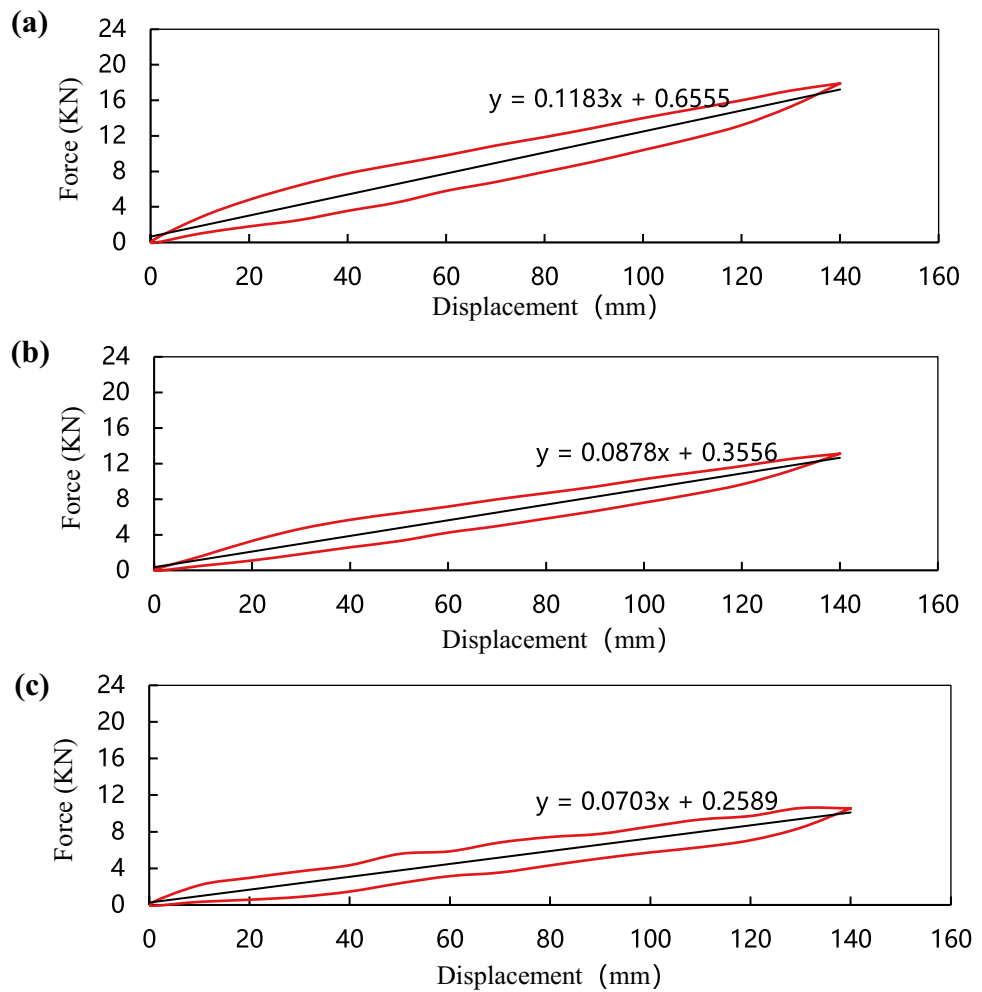 (a)
24
20
16
12
8
4
0
Force (KN)
y = 0.1183x + 0.6555
0 20 40 60 80 100 120 140 160
Displacement（mm）
(b)
24
20
16
12
8
4
0
Force (KN)
y = 0.0878x + 0.3556
0 20 40 60 80 100 120 140 160
Displacement（mm）
(c)
24
20
16
12
8
4
0
Force (KN)
y = 0.0703x + 0.2589
0 20 40 60 80 100 120 140 160
Displacement（mm）